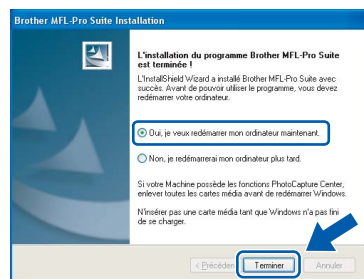 Brother MFL-Pro Suite Installation
L'installation du programme Brother MFL-Pro Suite
est terminée !
L'InstallShield Wizard a installé Brother MFL-Pro Suite avec
succès. Avant de pouvoir utiliser le programme, vous devez
redémarrer votre ordinateur.
Oui, je veux redémarrer mon ordinateur maintenant.
Non, je redémarrerai mon ordinateur plus tard.
Si votre Machine possède les fonctions PhotoCapture Center,
enlever toutes les cartes média avant de redémarrer Windows.
N'insérer pas une carte média tant que Windows n'a pas fini
de se charger.
< Précéden Terminer Annuler